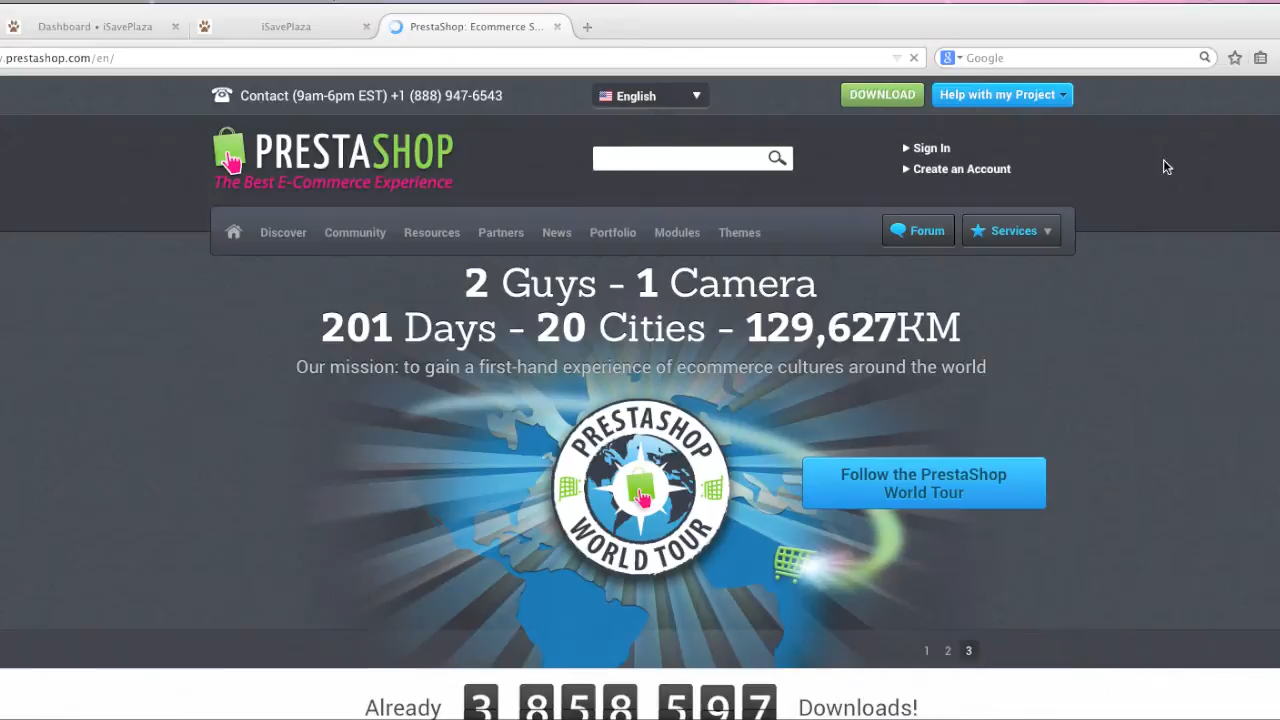 Dashboard • iSavePlaza
iSavePlaza
PrestaShop: Ecommerce S...
.prestashop.com/en/
Google
Contact (9am-6pm EST) +1 (888) 947-6543
English
DOWNLOAD
Help with my Project
PRESTASHOP
The Best E-Commerce Experience
Sign In
Create an Account
Discover
Community
Resources
Partners
News
Portfolio
Modules
Themes
Forum
Services
2 Guys - 1 Camera
201 Days - 20 Cities - 129,627KM
Our mission: to gain a first-hand experience of ecommerce cultures around the world
PRESTASHOP
WORLD TOUR
Follow the PrestaShop
World Tour
1 2 3
Already 3 858 597 Downloads!